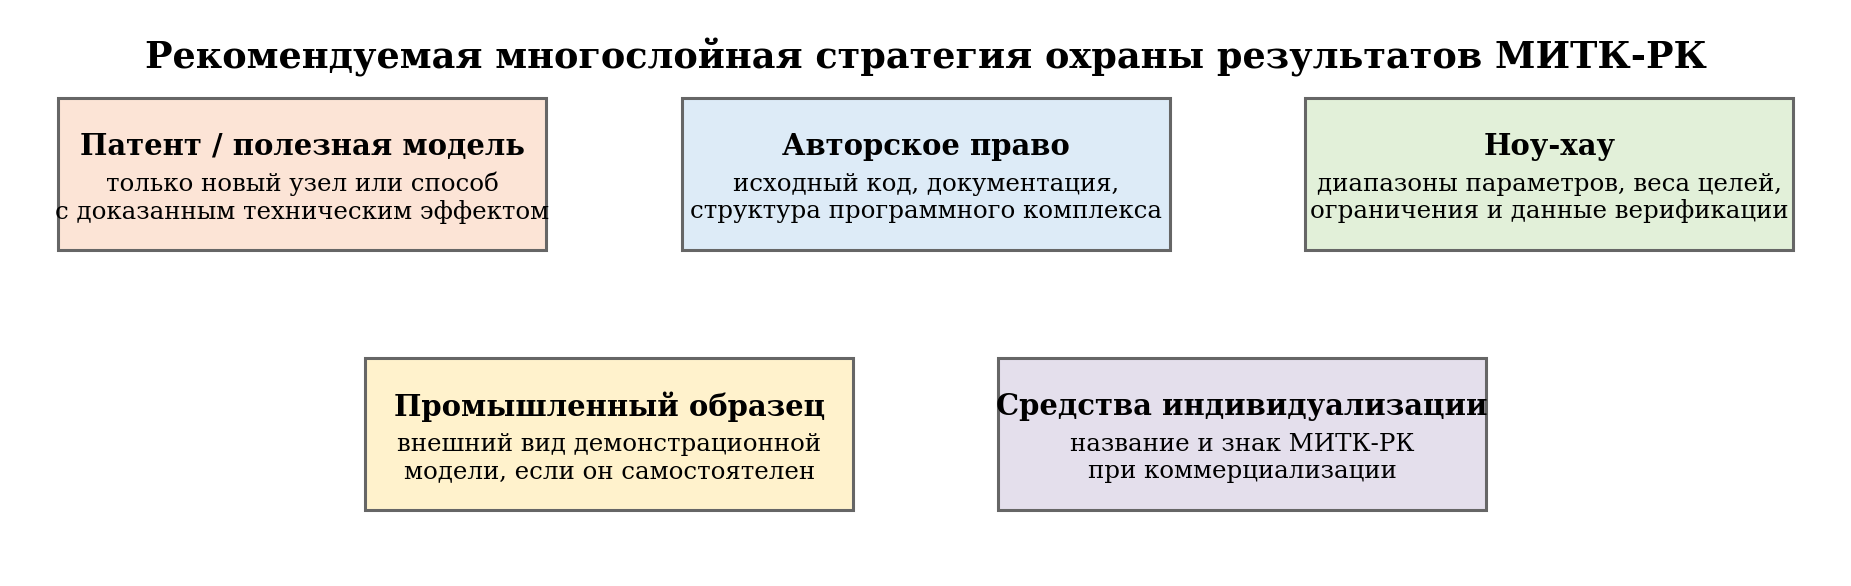 Рекомендуемая многослойная стратегия охраны результатов МИТК-РК
Патент / полезная модель
только новый узел или способ
с доказанным техническим эффектом
Авторское право
исходный код, документация,
структура программного комплекса
Ноу-хау
диапазоны параметров, веса целей,
ограничения и данные верификации
Промышленный образец
внешний вид демонстрационной
модели, если он самостоятелен
Средства индивидуализации
название и знак МИТК-РК
при коммерциализации